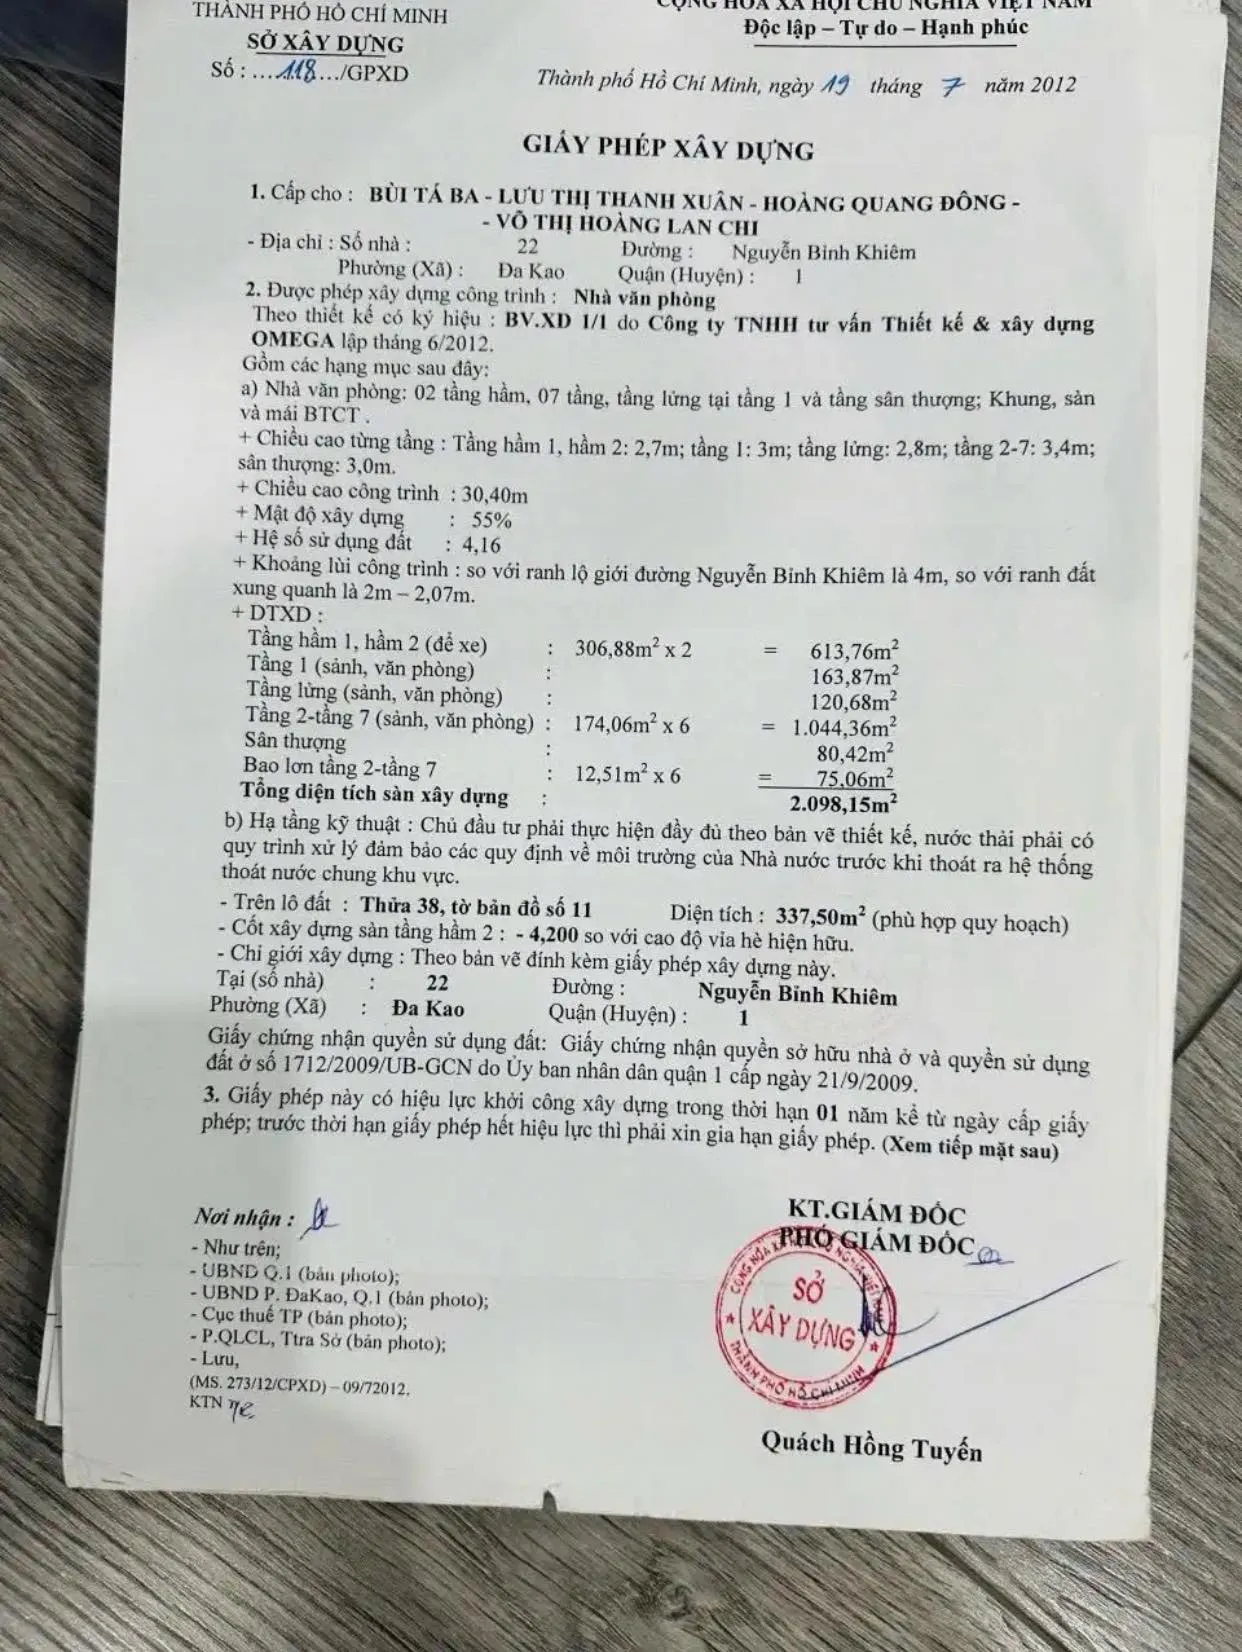 THÀNH PHỐ HỒ CHÍ MINH
SỞ XÂY DỰNG
Số : ...118.../GPXD
CỘNG HÒA XÃ HỘI CHỦ NGHĨA VIỆT NAM
Độc lập – Tự do – Hạnh phúc
Thành phố Hồ Chí Minh, ngày 19 tháng 7 năm 2012
GIẤY PHÉP XÂY DỰNG
1. Cấp cho : BÙI TÁ BA - LƯU THỊ THANH XUÂN - HOÀNG QUANG ĐÔNG -
- VÕ THỊ HOÀNG LAN CHI
- Địa chỉ : Số nhà : 22 Đường : Nguyễn Bỉnh Khiêm
Phường (Xã) : Đa Kao Quận (Huyện) : 1
2. Được phép xây dựng công trình : Nhà văn phòng
Theo thiết kế có ký hiệu : BV.XD 1/1 do Công ty TNHH tư vấn Thiết kế & xây dựng
OMEGA lập tháng 6/2012.
Gồm các hạng mục sau đây:
a) Nhà văn phòng: 02 tầng hầm, 07 tầng, tầng lửng tại tầng 1 và tầng sân thượng; Khung, sàn
và mái BTCT .
+ Chiều cao từng tầng : Tầng hầm 1, hầm 2: 2,7m; tầng 1: 3m; tầng lửng: 2,8m; tầng 2-7: 3,4m;
sân thượng: 3,0m.
+ Chiều cao công trình : 30,40m
+ Mật độ xây dựng : 55%
+ Hệ số sử dụng đất : 4,16
+ Khoảng lùi công trình : so với ranh lộ giới đường Nguyễn Bỉnh Khiêm là 4m, so với ranh đất
xung quanh là 2m – 2,07m.
+ DTXD :
Tầng hầm 1, hầm 2 (để xe) : 306,88m² x 2 = 613,76m²
Tầng 1 (sảnh, văn phòng) : 163,87m²
Tầng lửng (sảnh, văn phòng) : 120,68m²
Tầng 2-tầng 7 (sảnh, văn phòng) : 174,06m² x 6 = 1.044,36m²
Sân thượng : 80,42m²
Bao lơn tầng 2-tầng 7 : 12,51m² x 6 = 75,06m²
Tổng diện tích sàn xây dựng : 2.098,15m²
b) Hạ tầng kỹ thuật : Chủ đầu tư phải thực hiện đầy đủ theo bản vẽ thiết kế, nước thải phải có
quy trình xử lý đảm bảo các quy định về môi trường của Nhà nước trước khi thoát ra hệ thống
thoát nước chung khu vực.
- Trên lô đất : Thửa 38, tờ bản đồ số 11 Diện tích : 337,50m² (phù hợp quy hoạch)
- Cốt xây dựng sàn tầng hầm 2 : - 4,200 so với cao độ vỉa hè hiện hữu.
- Chỉ giới xây dựng : Theo bản vẽ đính kèm giấy phép xây dựng này.
Tại (số nhà) : 22 Đường : Nguyễn Bỉnh Khiêm
Phường (Xã) : Đa Kao Quận (Huyện) : 1
Giấy chứng nhận quyền sử dụng đất: Giấy chứng nhận quyền sở hữu nhà ở và quyền sử dụng
đất ở số 1712/2009/UB-GCN do Ủy ban nhân dân quận 1 cấp ngày 21/9/2009.
3. Giấy phép này có hiệu lực khởi công xây dựng trong thời hạn 01 năm kể từ ngày cấp giấy
phép; trước thời hạn giấy phép hết hiệu lực thì phải xin gia hạn giấy phép. (Xem tiếp mặt sau)
Nơi nhận :
- Như trên;
- UBND Q.1 (bản photo);
- UBND P. ĐaKao, Q.1 (bản photo);
- Cục thuế TP (bản photo);
- P.QLCL, Ttra Sở (bản photo);
- Lưu,
(MS. 273/12/CPXD) – 09/72012.
KTN
KT.GIÁM ĐỐC
PHÓ GIÁM ĐỐC
CỘNG HÒA XÃ HỘI CHỦ NGHĨA VIỆT NAM
SỞ
XÂY DỰNG
THÀNH PHỐ HỒ CHÍ MINH
Quách Hồng Tuyến